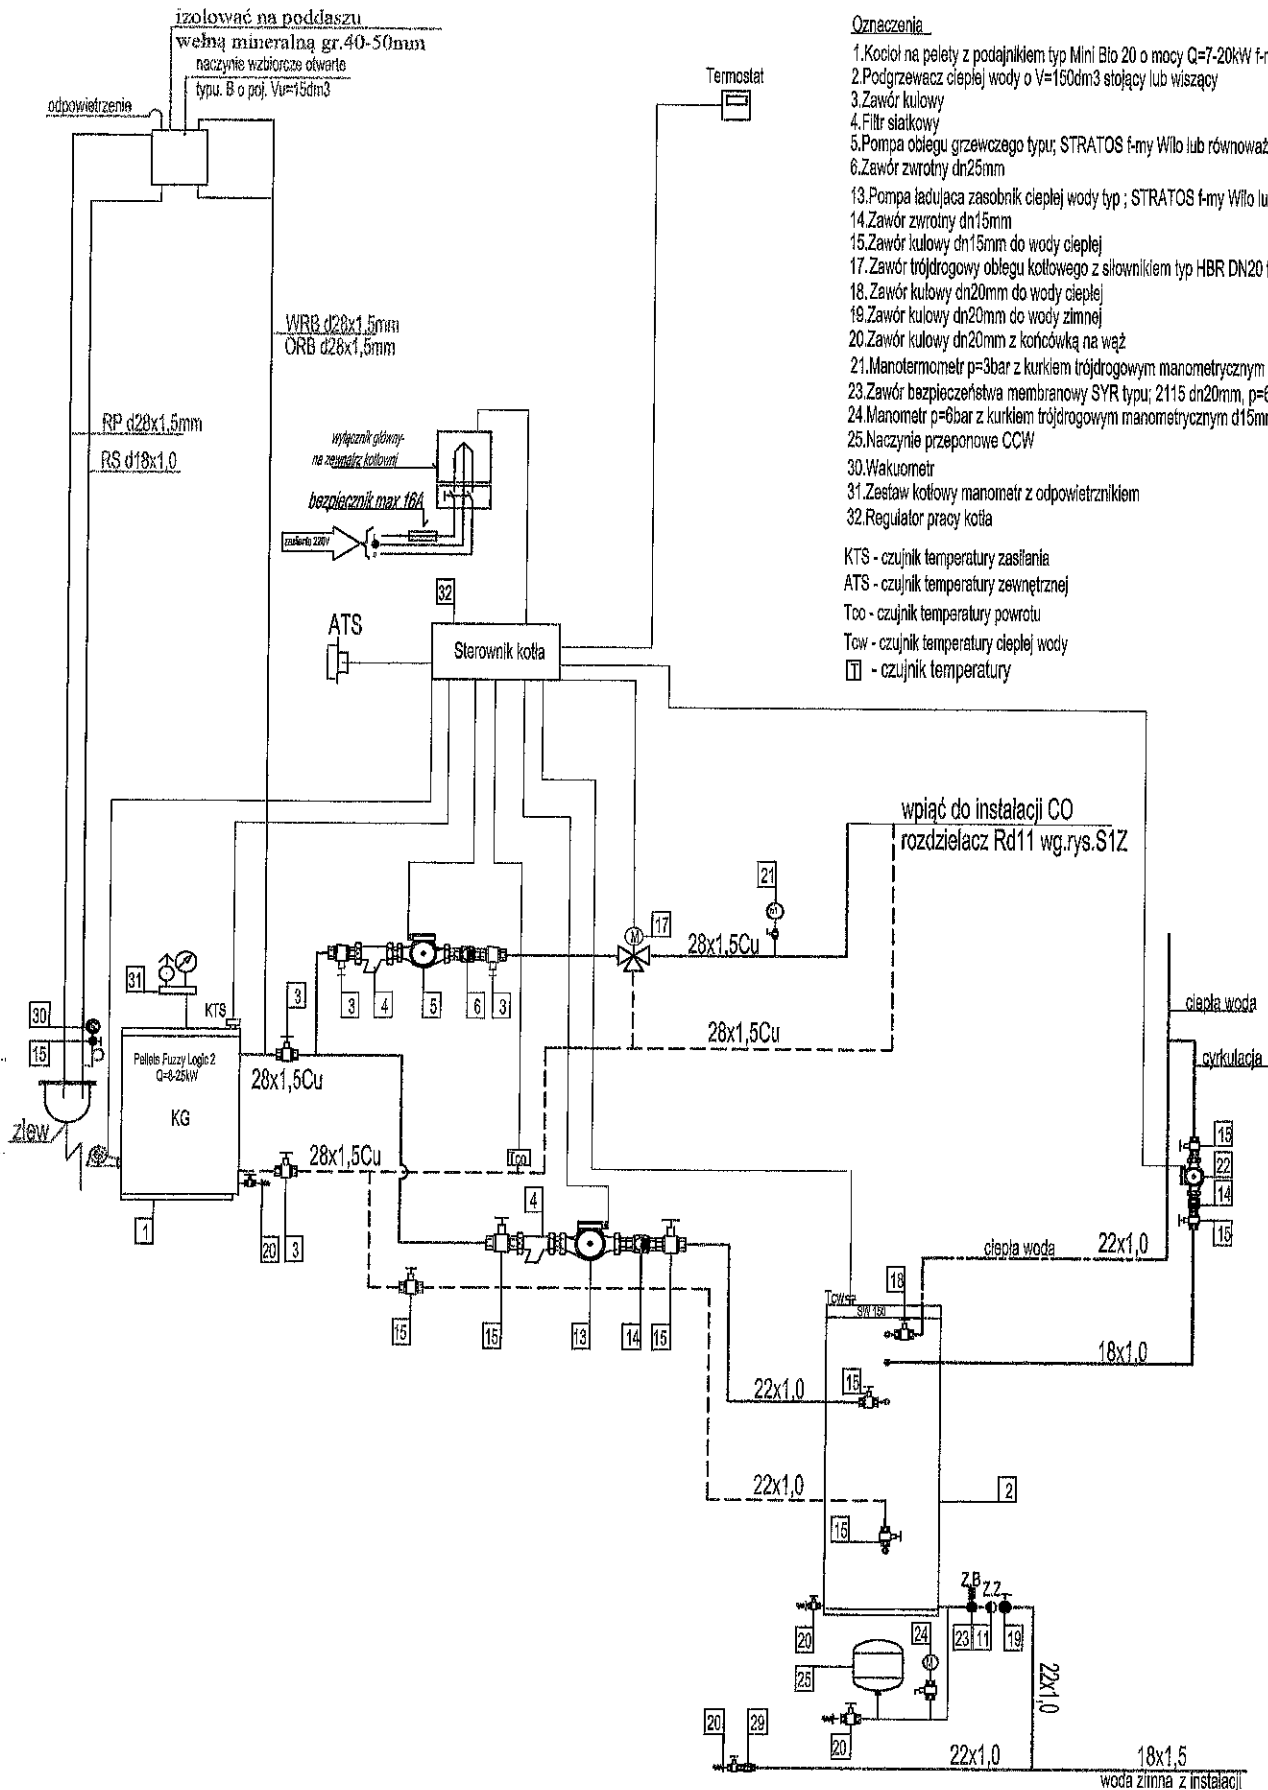 izolować na poddaszu
wełną mineralną gr.40-50mm
naczynie wzbiorcze otwarte
typu. B o poj. Vu=15dm3
odpowietrzenie
Termostat
Oznaczenia
1.Kocioł na pelety z podajnikiem typ Mini Bio 20 o mocy Q=7-20kW f-
2.Podgrzewacz ciepłej wody o V=150dm3 stojący lub wiszący
3.Zawór kulowy
4.Filtr siatkowy
5.Pompa obiegu grzewczego typu; STRATOS f-my Wilo lub równoważ
6.Zawór zwrotny dn25mm
13.Pompa ładujaca zasobnik ciepłej wody typ ; STRATOS f-my Wilo lu
14.Zawór zwrotny dn15mm
15.Zawór kulowy dn15mm do wody ciepłej
17.Zawór trójdrogowy obiegu kotłowego z siłownikiem typ HBR DN20 f
18.Zawór kulowy dn20mm do wody ciepłej
19.Zawór kulowy dn20mm do wody zimnej
20.Zawór kulowy dn20mm z końcówką na wąż
21.Manotermometr p=3bar z kurkiem trójdrogowym manometrycznym
23.Zawór bezpieczeństwa membranowy SYR typu; 2115 dn20mm, p=6
24.Manometr p=6bar z kurkiem trójdrogowym manometrycznym d15mm
25.Naczynie przeponowe CCW
30.Wakuometr
31.Zestaw kotłowy manometr z odpowietrznikiem
32.Regulator pracy kotła
KTS - czujnik temperatury zasilania
ATS - czujnik temperatury zewnętrznej
Tco - czujnik temperatury powrotu
Tcw - czujnik temperatury ciepłej wody
T - czujnik temperatury
WRB d28x1,5mm
ORB d28x1,5mm
RP d28x1,5mm
RS d18x1,0
wyłącznik główny-
na zewnątrz kotłowni
bezpiecznik max 16A
zasilanie 220V
32
ATS
Sterownik kotła
wpiąć do instalacji CO
rozdzielacz Rd11 wg.rys.S1Z
21
17
M
28x1,5Cu
31
KTS
3
3
4
5
6
3
30
15
28x1,5Cu
ciepła woda
cyrkulacja
Pellets Fuzzy Logic 2
Q=8-25kW
KG
28x1,5Cu
zlew
28x1,5Cu
Tco
15
22
14
15
1
20
3
4
ciepła woda
22x1,0
18
Tcw
SW 150
15
15
13
14
15
18x1,0
22x1,0
15
22x1,0
2
15
Z.B
Z.Z
20
24
23
11
19
M
25
20
22x1,0
20
29
22x1,0
18x1,5
woda zimna z instalacji